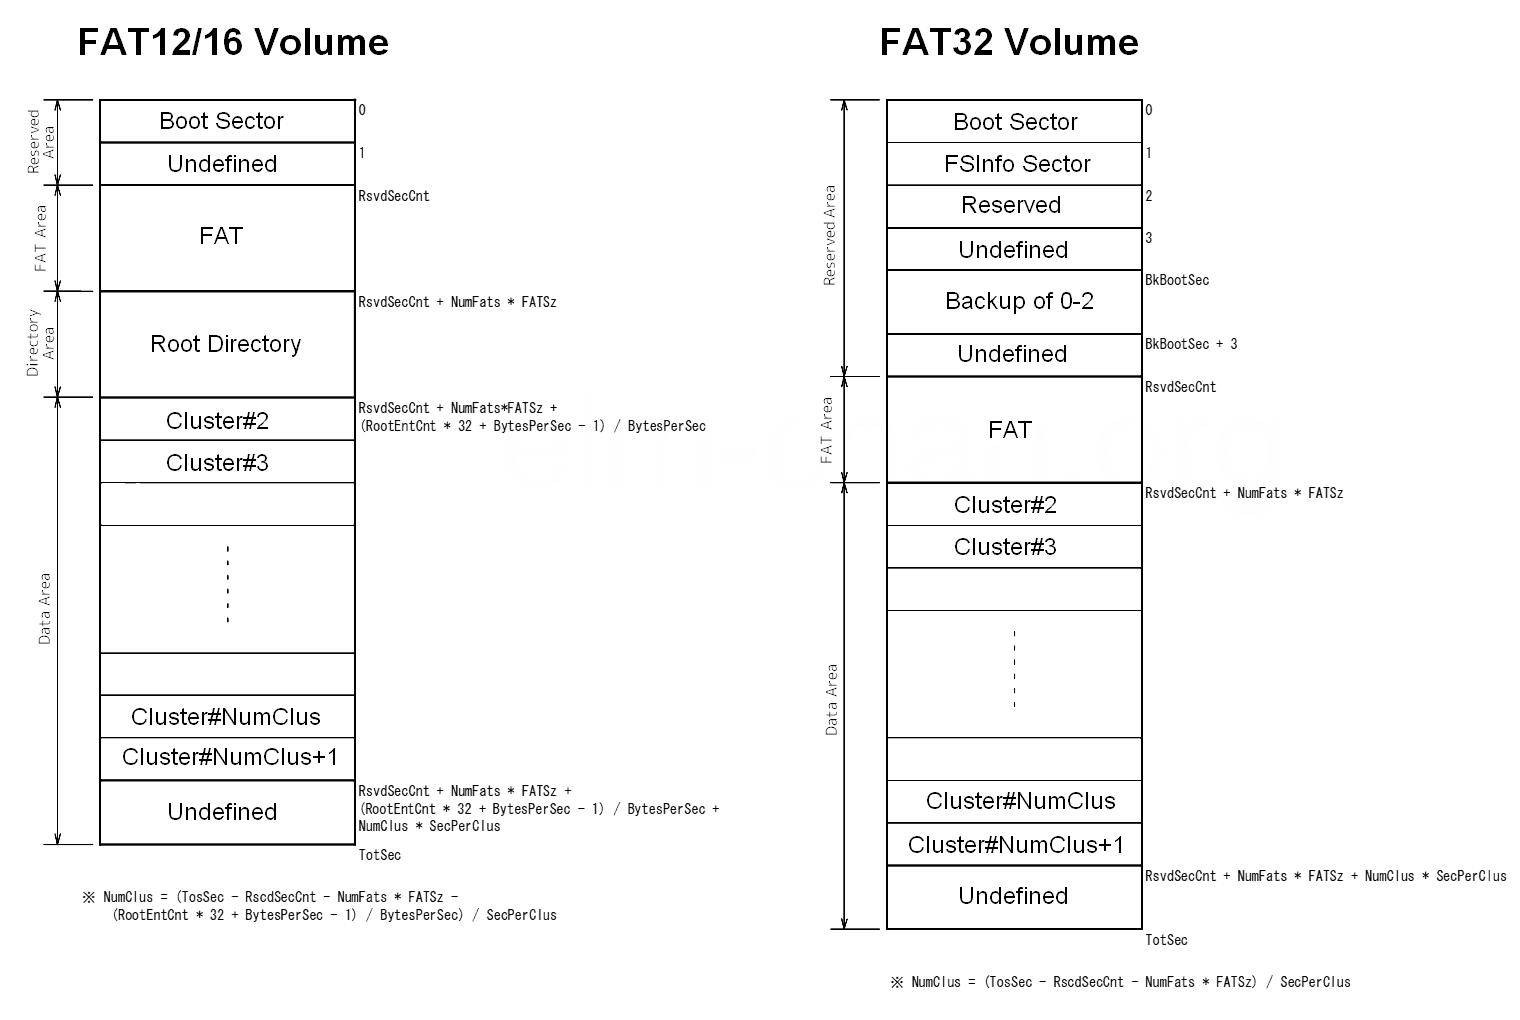 FAT12/16 Volume
Reserved
Area
FAT Area
Directory
Area
Data Area
Boot Sector
0
Undefined
1
FAT
RsvdSecCnt
Root Directory
RsvdSecCnt + NumFats * FATSz
Cluster#2
RsvdSecCnt + NumFats*FATSz +
(RootEntCnt * 32 + BytesPerSec - 1) / BytesPerSec
Cluster#3
Cluster#NumClus
Cluster#NumClus+1
Undefined
RsvdSecCnt + NumFats * FATSz +
(RootEntCnt * 32 + BytesPerSec - 1) / BytesPerSec +
NumClus * SecPerClus
TotSec
※ NumClus = (TosSec - RscdSecCnt - NumFats * FATSz -
(RootEntCnt * 32 + BytesPerSec - 1) / BytesPerSec) / SecPerClus
FAT32 Volume
Reserved Area
FAT Area
Data Area
Boot Sector
0
FSInfo Sector
1
Reserved
2
Undefined
3
Backup of 0-2
BkBootSec
Undefined
BkBootSec + 3
FAT
RsvdSecCnt
Cluster#2
RsvdSecCnt + NumFats * FATSz
Cluster#3
Cluster#NumClus
Cluster#NumClus+1
Undefined
RsvdSecCnt + NumFats * FATSz + NumClus * SecPerClus
TotSec
※ NumClus = (TosSec - RscdSecCnt - NumFats * FATSz) / SecPerClus